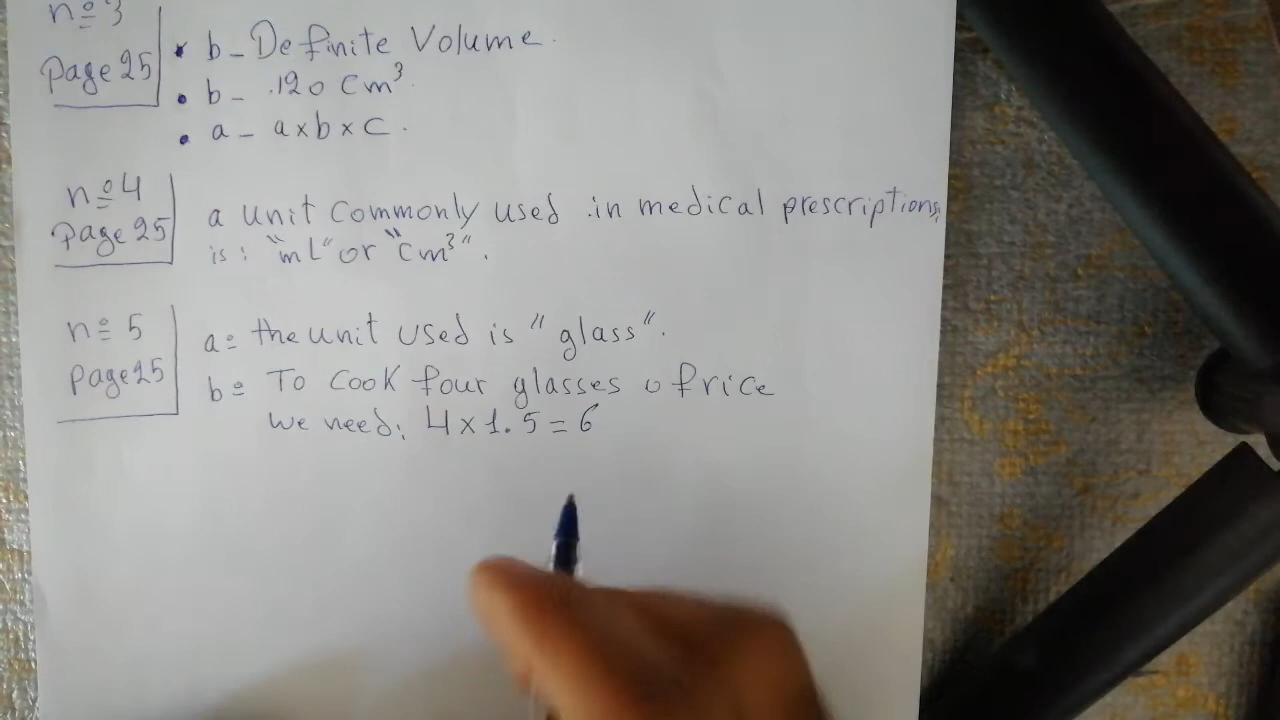 n° 3
Page 25
• b - Definite Volume.
• b - 120 cm³
• a - a x b x c.
n° 4
Page 25
a unit commonly used in medical prescriptions
is: "mL" or "cm³".
n° 5
Page 25
a= the unit used is "glass".
b= To cook four glasses of rice
we need: 4 x 1.5 = 6